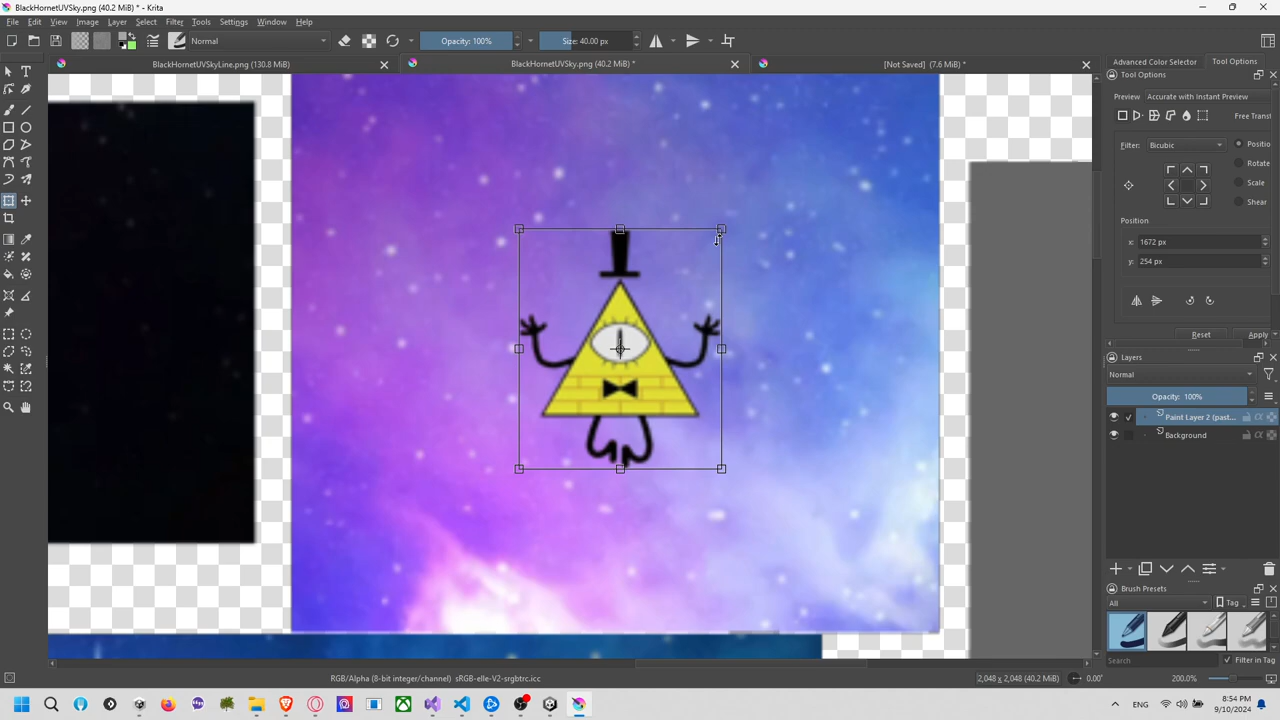 BlackHornetUVSky.png (40.2 MiB) * - Krita
File Edit View Image Layer Select Filter Tools Settings Window Help
Normal Opacity: 100% Size: 40.00 px
BlackHornetUVSkyLine.png (130.8 MiB) BlackHornetUVSky.png (40.2 MiB) * [Not Saved] (7.6 MiB) *
Advanced Color Selector Tool Options
Tool Options
Preview Accurate with Instant Preview
Free Transf
Filter: Bicubic Positio
Rotate
Scale
Shear
Position
x: 1672 px
y: 254 px
Reset Apply
Layers
Normal
Opacity: 100%
Paint Layer 2 (past...
Background
Brush Presets
All Tag
Search Filter in Tag
RGB/Alpha (8-bit integer/channel) sRGB-elle-V2-srgbtrc.icc 2,048 x 2,048 (40.2 MiB) 0.00° 200.0%
ENG 8:54 PM
9/10/2024